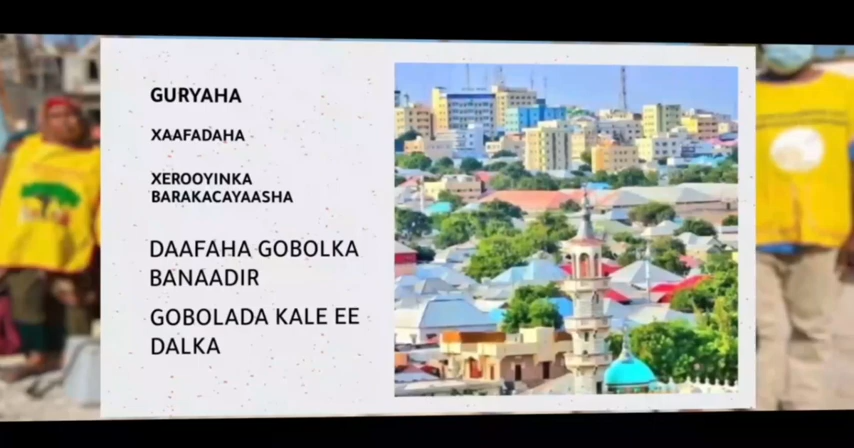 GURYAHA
XAAFADAHA
XEROOYINKA
BARAKACAYAASHA
DAAFAHA GOBOLKA
BANAADIR
GOBOLADA KALE EE
DALKA